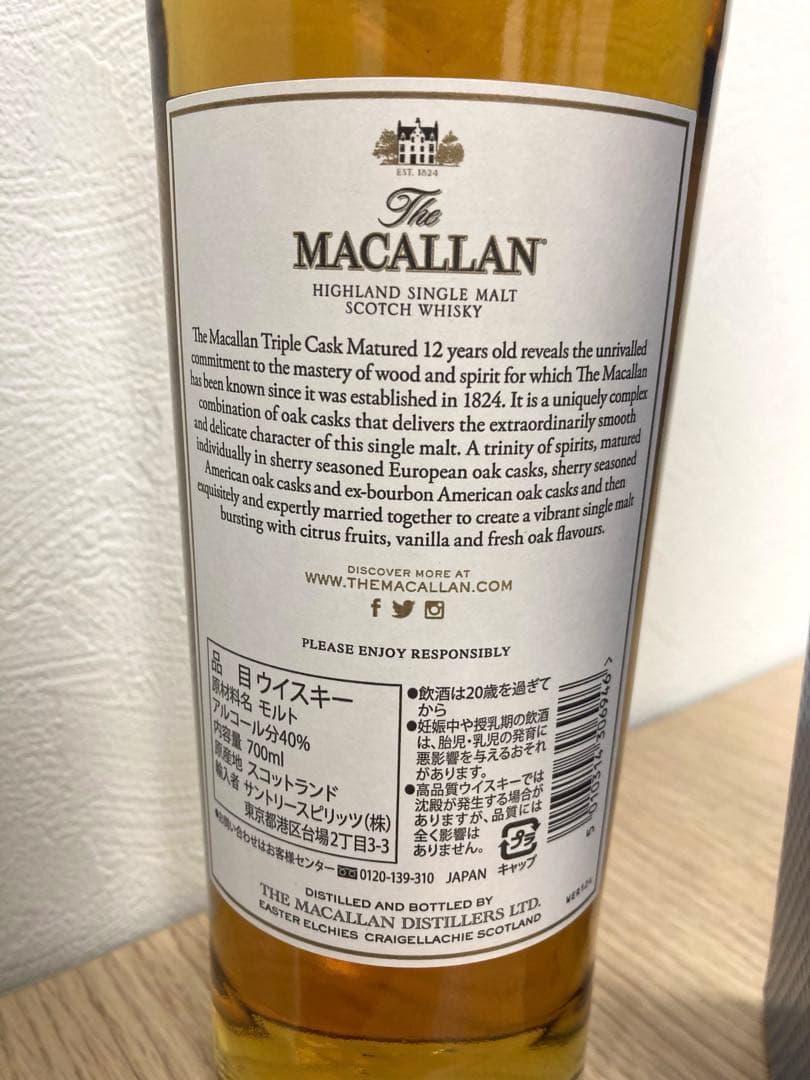 EST. 1824
The
MACALLAN
HIGHLAND SINGLE MALT
SCOTCH WHISKY
The Macallan Triple Cask Matured 12 years old reveals the unrivalled
commitment to the mastery of wood and spirit for which The Macallan
has been known since it was established in 1824. It is a uniquely complex
combination of oak casks that delivers the extraordinarily smooth
and delicate character of this single malt. A trinity of spirits, matured
individually in sherry seasoned European oak casks, sherry seasoned
American oak casks and ex-bourbon American oak casks and then
exquisitely and expertly married together to create a vibrant single malt
bursting with citrus fruits, vanilla and fresh oak flavours.
DISCOVER MORE AT
WWW.THEMACALLAN.COM
PLEASE ENJOY RESPONSIBLY
品 目 ウイスキー
原材料名 モルト
アルコール分40%
内容量 700ml
原産地 スコットランド
輸入者 サントリースピリッツ(株)
東京都港区台場2丁目3-3
●お問い合わせはお客様センター 0120-139-310 JAPAN
●飲酒は20歳を過ぎて
から
●妊娠中や授乳期の飲酒
は、胎児・乳児の発育に
悪影響を与えるおそれ
があります。
●高品質ウイスキーでは
沈殿が発生する場合が
ありますが、品質には
全く影響は
ありません。
プラ
キャップ
5 010314 306946 >
DISTILLED AND BOTTLED BY
THE MACALLAN DISTILLERS LTD.
EASTER ELCHIES CRAIGELLACHIE SCOTLAND